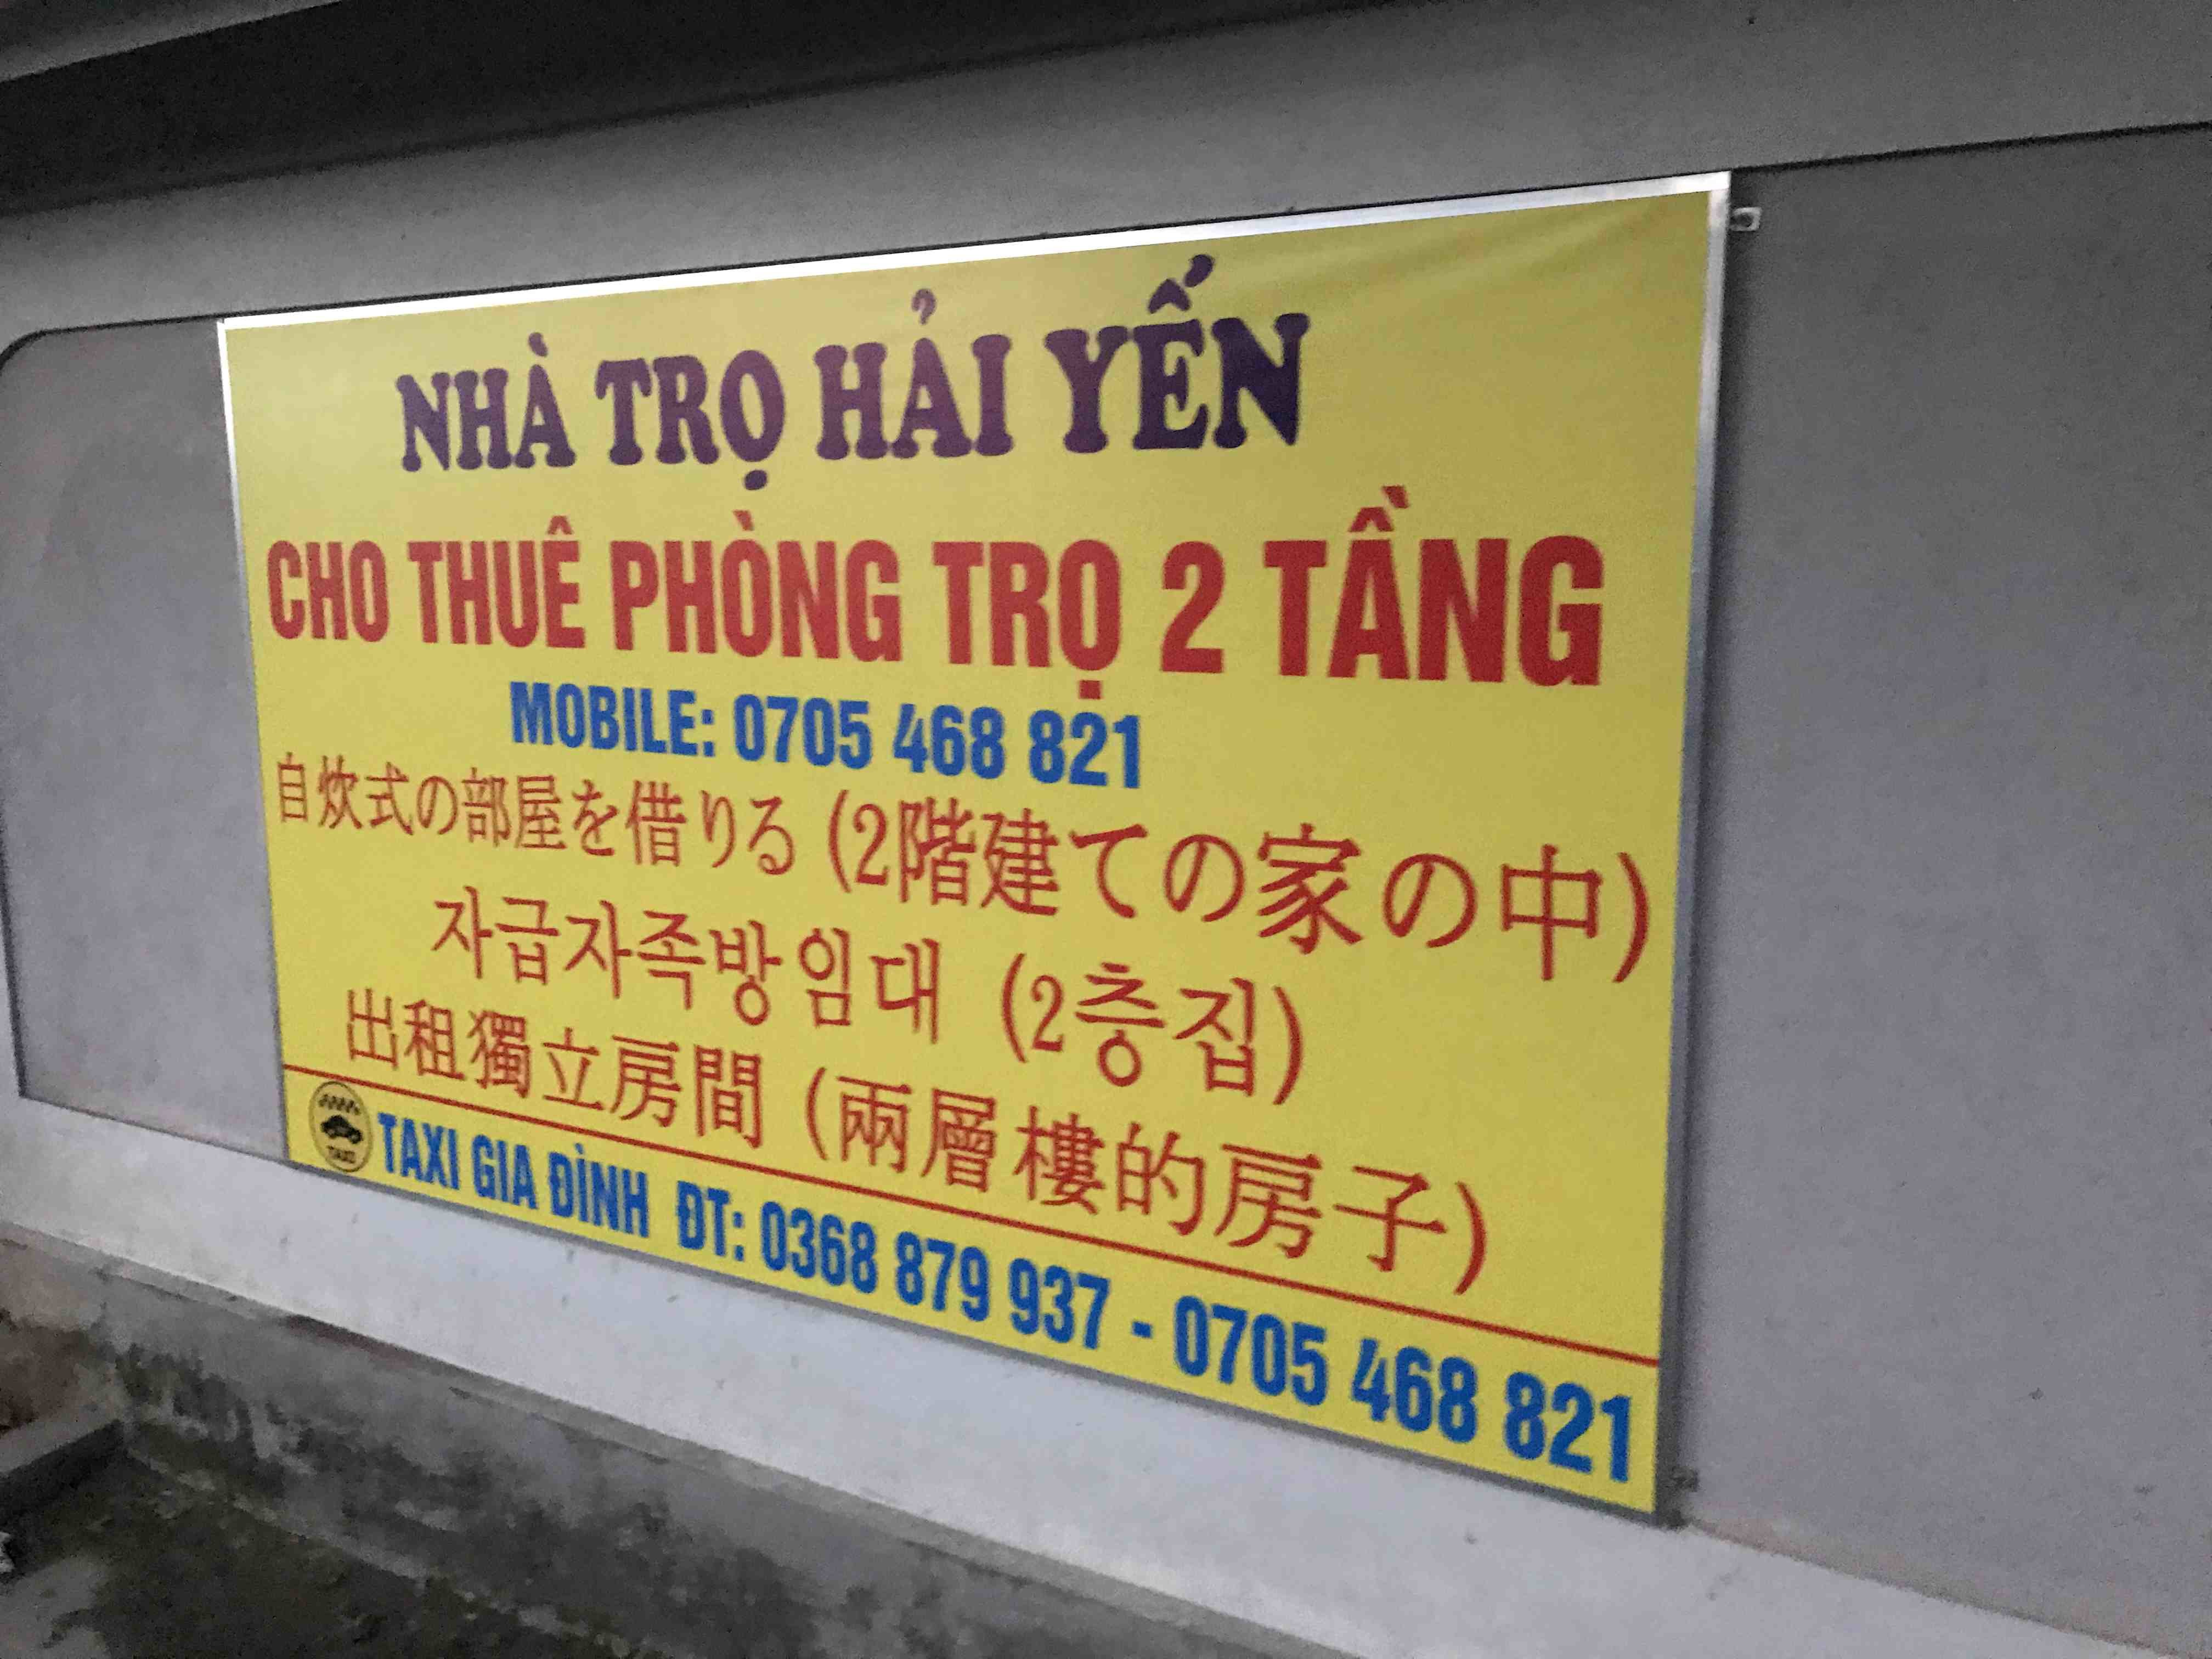 NHÀ TRỌ HẢI YẾN
CHO THUÊ PHÒNG TRỌ 2 TẦNG
MOBILE: 0705 468 821
自炊式の部屋を借りる (2階建ての家の中)
자급자족방임대 (2층집)
出租獨立房間 (兩層樓的房子)
TAXI
TAXI GIA ĐÌNH ĐT: 0368 879 937 - 0705 468 821